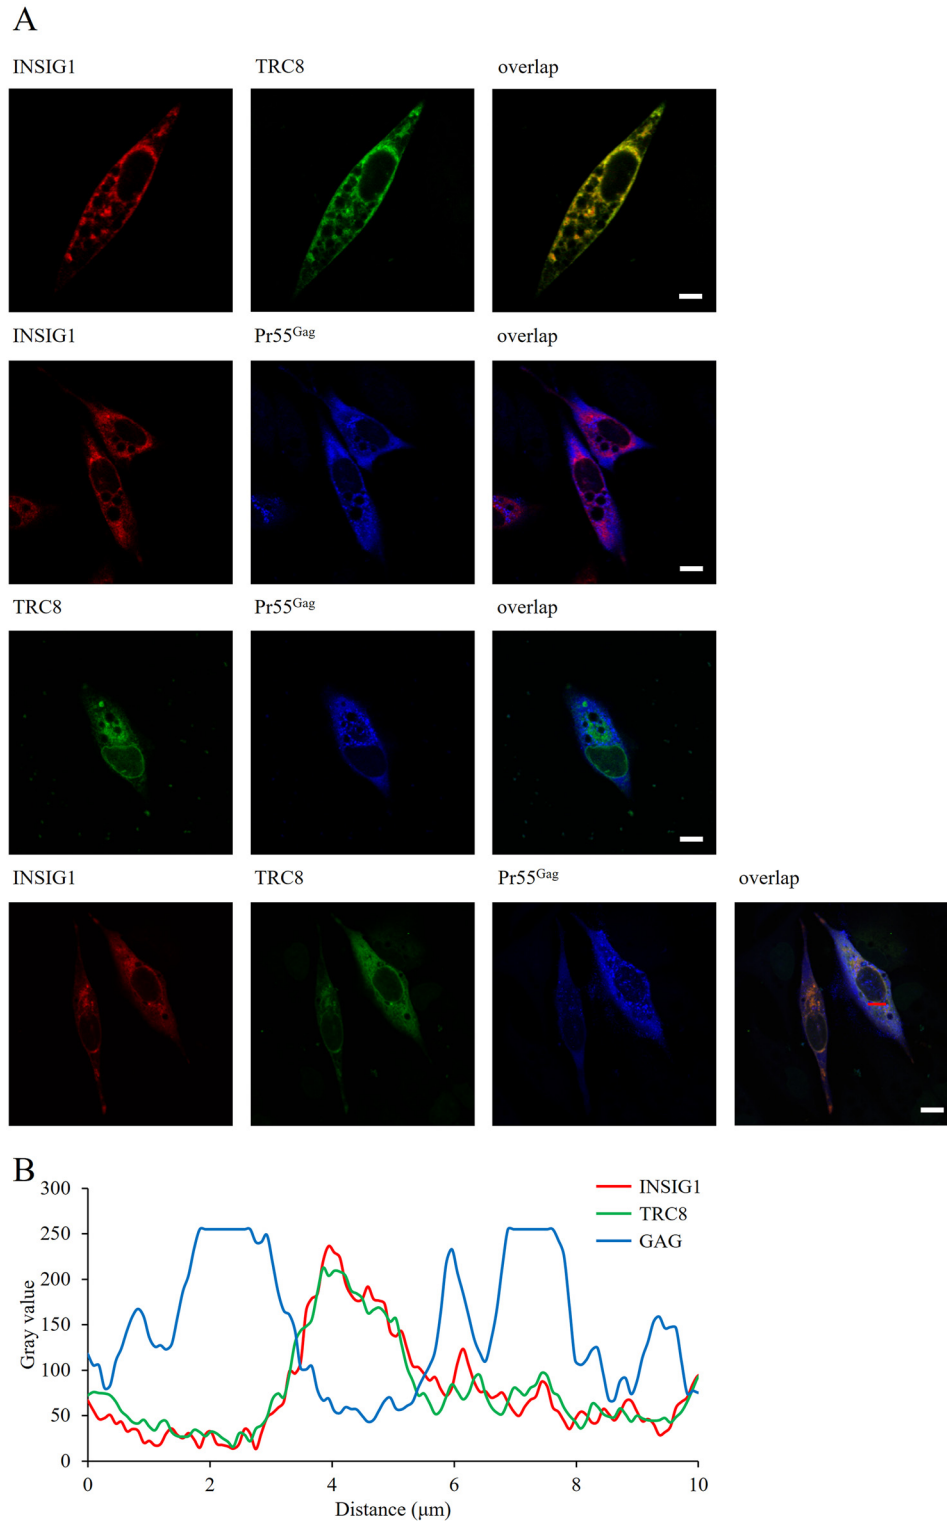 A
INSIG1 TRC8 overlap
INSIG1 Pr55Gag overlap
TRC8 Pr55Gag overlap
INSIG1 TRC8 Pr55Gag overlap
B
300
250
200
150
100
50
0
Gray value
INSIG1
TRC8
GAG
0 2 4 6 8 10
Distance (μm)